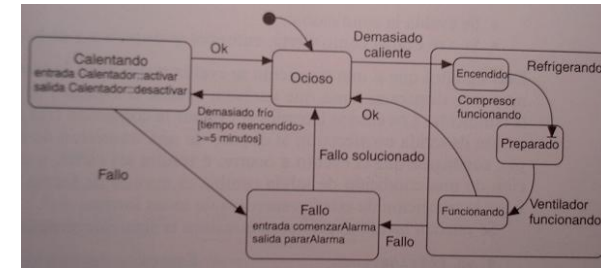 Calentando
entrada Calentador::activar
salida Calentador::desactivar
Ok
Ocioso
Demasiado
caliente
Refrigerando
Encendido
Compresor
funcionando
Preparado
Demasiado frío
[tiempo reencendido>
>=5 minutos]
Ok
Fallo solucionado
Fallo
Fallo
entrada comenzarAlarma
salida pararAlarma
Fallo
Funcionando
Ventilador
funcionando